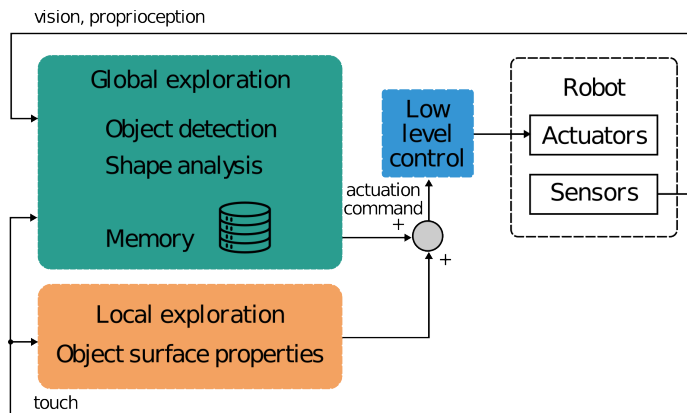 vision, proprioception
Global exploration
Object detection
Shape analysis
Memory
Low
level
control
Robot
Actuators
Sensors
actuation
command
+
+
Local exploration
Object surface properties
touch